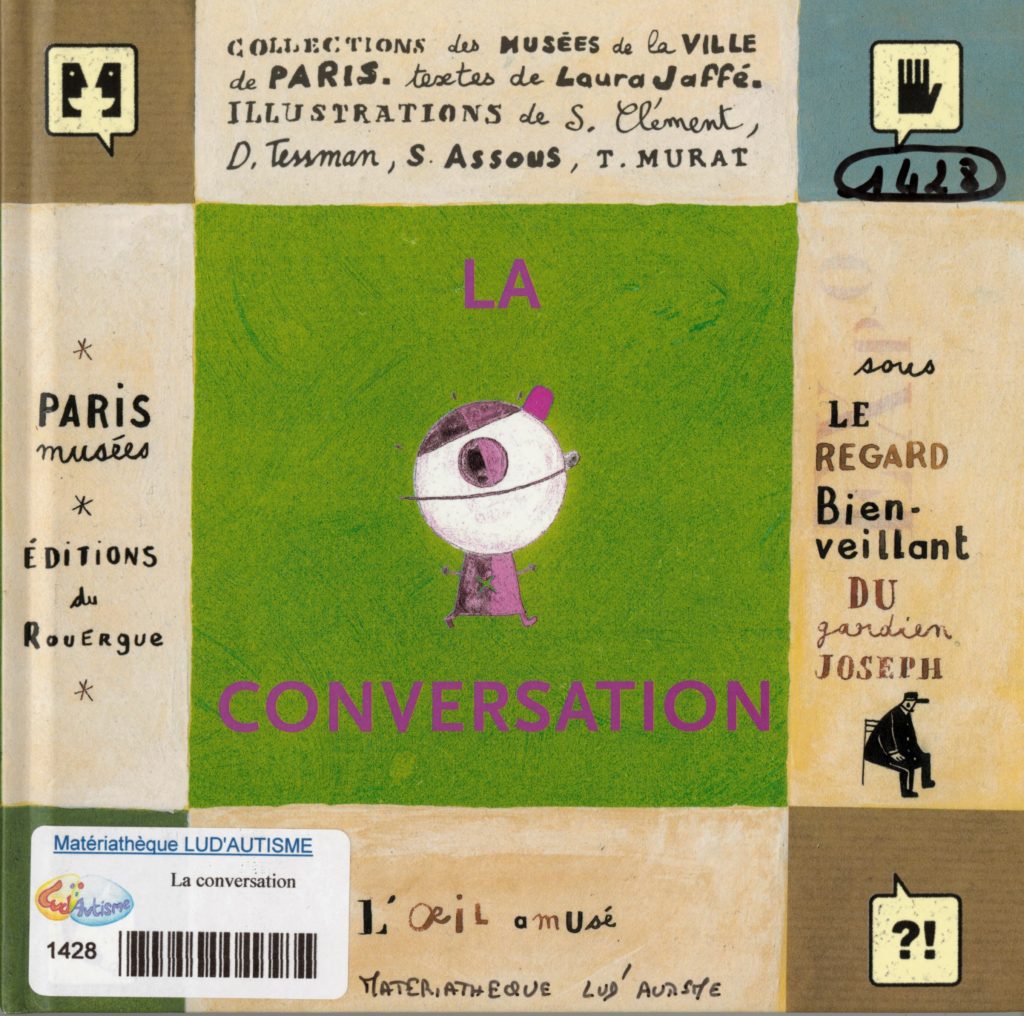 COLLECTIONS des MUSÉES de la VILLE
de PARIS. textes de Laura Jaffé.
ILLUSTRATIONS de S. Clément,
D. Tessman, S. Assous, T. MURAT
1428
LA
CONVERSATION
*
PARIS
musées
*
ÉDITIONS
du
RouErgue
*
sous
LE
REGARD
Bien-
veillant
DU
gardien
JOSEPH
Matériathèque LUD'AUTISME
La conversation
Lud'Autisme
1428
L'ŒIL amusé
MATERIATHEQUE LUD'AUTISME
?!